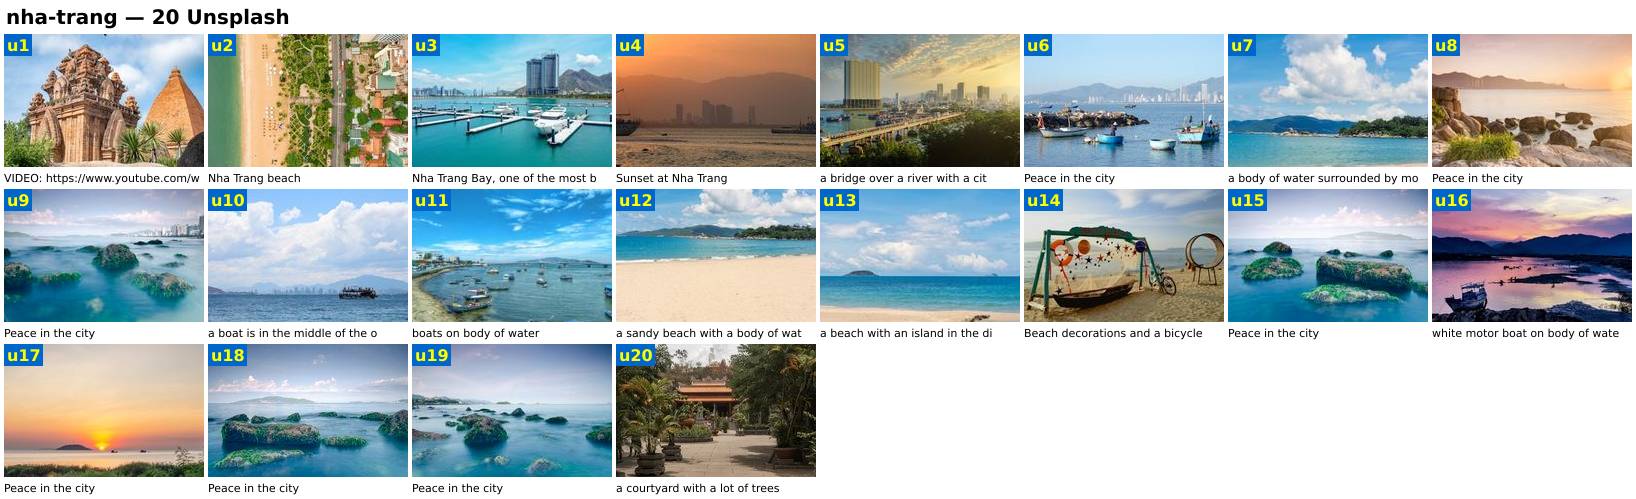 nha-trang — 20 Unsplash
u1
u2
u3
u4
u5
u6
u7
u8
VIDEO: https://www.youtube.com/w
Nha Trang beach
Nha Trang Bay, one of the most b
Sunset at Nha Trang
a bridge over a river with a cit
Peace in the city
a body of water surrounded by mo
Peace in the city
u9
u10
u11
u12
u13
u14
u15
u16
Peace in the city
a boat is in the middle of the o
boats on body of water
a sandy beach with a body of wat
a beach with an island in the di
Beach decorations and a bicycle
Peace in the city
white motor boat on body of wate
u17
u18
u19
u20
Peace in the city
Peace in the city
Peace in the city
a courtyard with a lot of trees